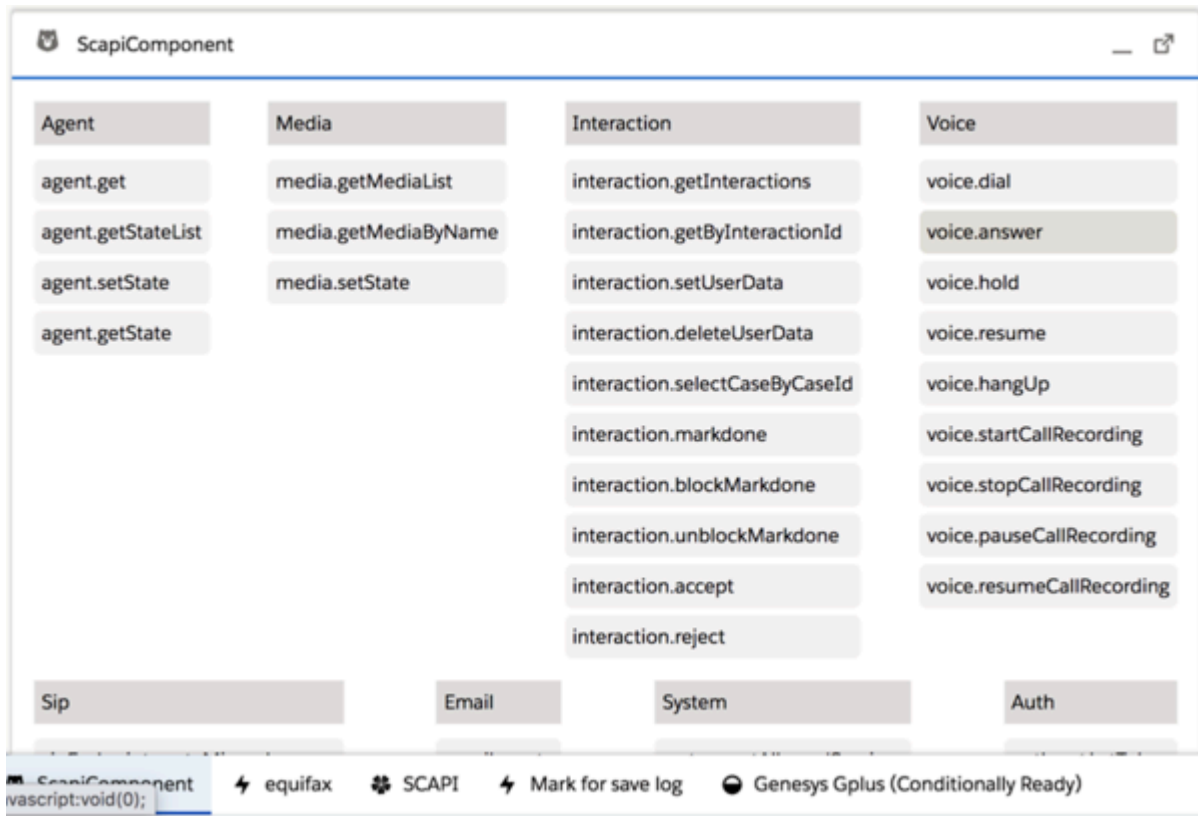 ScapiComponent
Agent
agent.get
agent.getStateList
agent.setState
agent.getState
Media
media.getMediaList
media.getMediaByName
media.setState
Interaction
interaction.getInteractions
interaction.getByInteractionId
interaction.setUserData
interaction.deleteUserData
interaction.selectCaseByCaseId
interaction.markdone
interaction.blockMarkdone
interaction.unblockMarkdone
interaction.accept
interaction.reject
Voice
voice.dial
voice.answer
voice.hold
voice.resume
voice.hangUp
voice.startCallRecording
voice.stopCallRecording
voice.pauseCallRecording
voice.resumeCallRecording
Sip
Email
System
Auth
ScapiComponent
equifax
SCAPI
Mark for save log
Genesys Gplus (Conditionally Ready)
vascript:void(0);